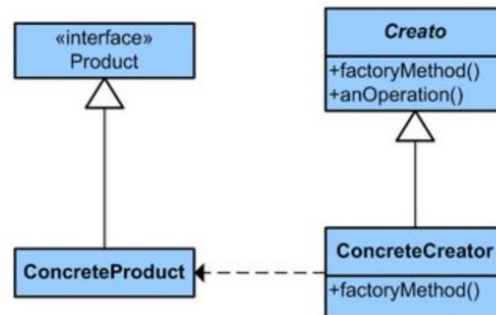 «interface»
Product
Creato
+factoryMethod()
+anOperation()
ConcreteProduct
ConcreteCreator
+factoryMethod()